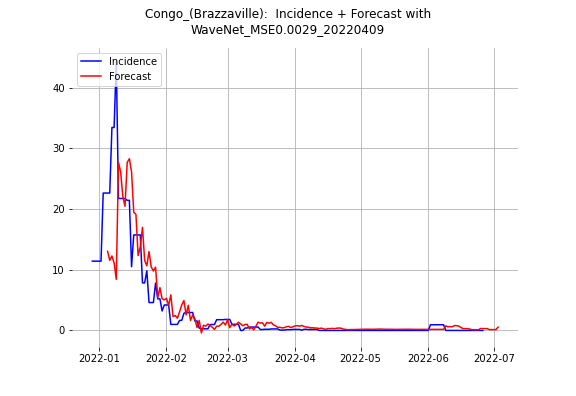 Congo_(Brazzaville):  Incidence + Forecast with
WaveNet_MSE0.0029_20220409
Incidence
Forecast
40
30
20
10
0
2022-01 2022-02 2022-03 2022-04 2022-05 2022-06 2022-07